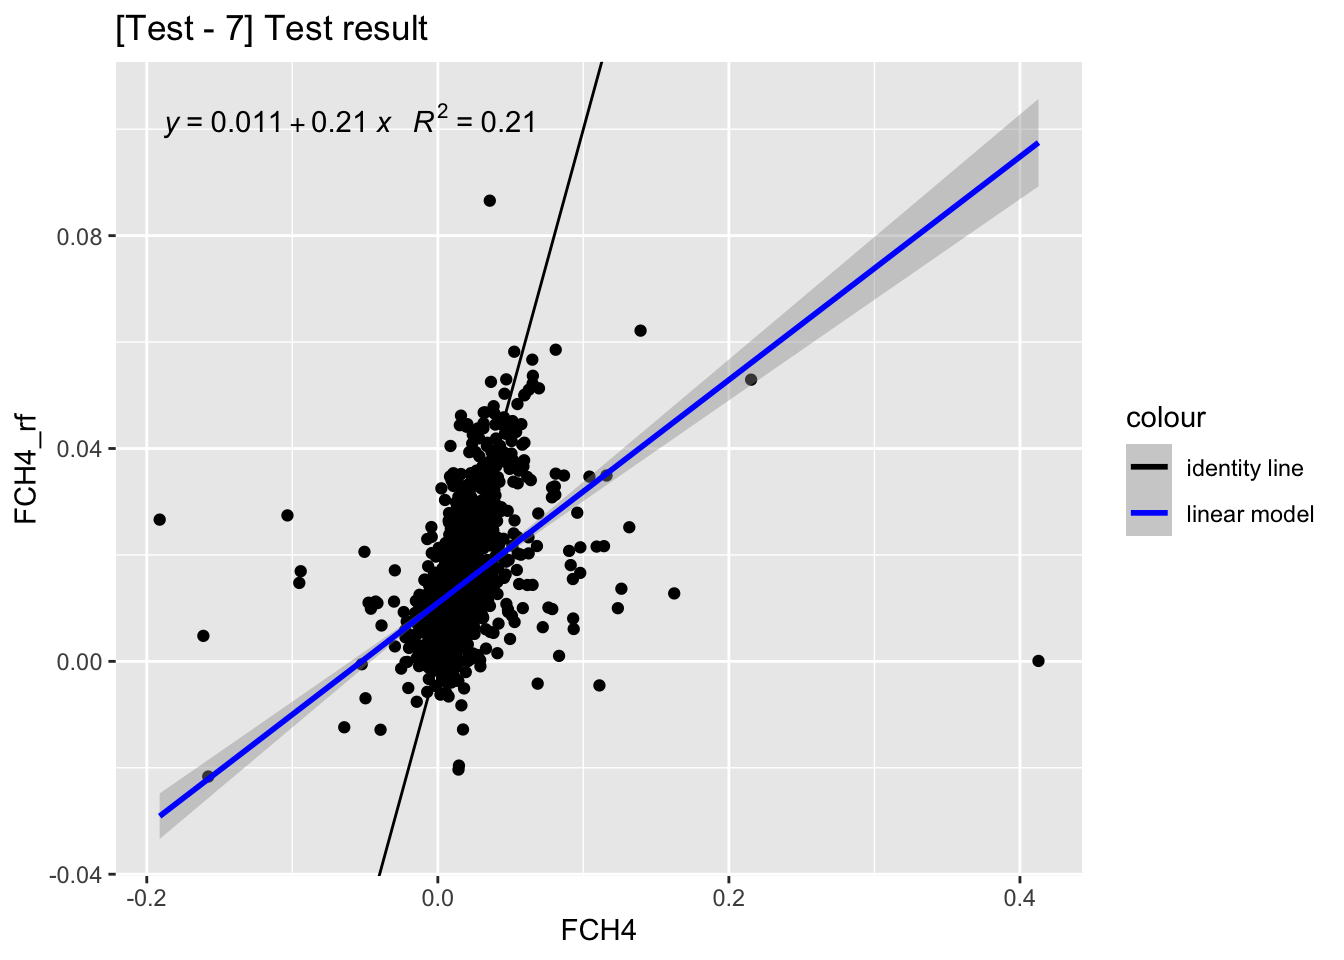 [Test - 7] Test result
y = 0.011 + 0.21 x R² = 0.21
0.08
0.04
0.00
-0.04
FCH4_rf
-0.2 0.0 0.2 0.4
FCH4
colour
identity line
linear model